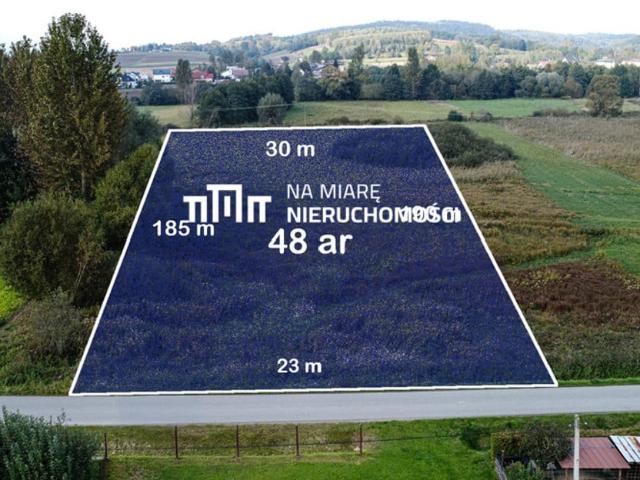 30 m
NA MIARĘ
NIERUCHOMOŚCI
185 m
48 ar
23 m